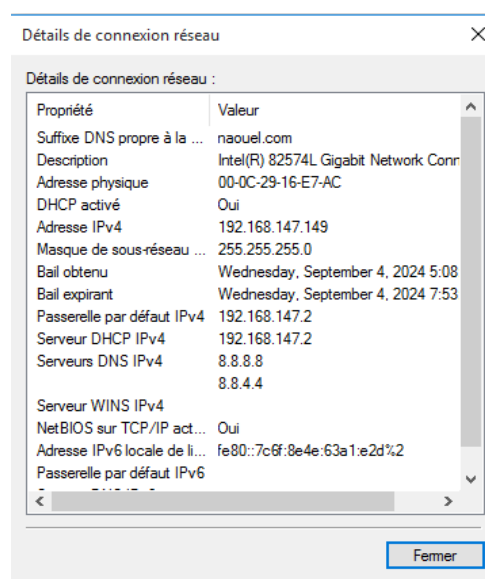 Détails de connexion réseau
Détails de connexion réseau :
Propriété Valeur
Suffixe DNS propre à la ... naouel.com
Description Intel(R) 82574L Gigabit Network Conn
Adresse physique 00-0C-29-16-E7-AC
DHCP activé Oui
Adresse IPv4 192.168.147.149
Masque de sous-réseau ... 255.255.255.0
Bail obtenu Wednesday, September 4, 2024 5:08
Bail expirant Wednesday, September 4, 2024 7:53
Passerelle par défaut IPv4 192.168.147.2
Serveur DHCP IPv4 192.168.147.2
Serveurs DNS IPv4 8.8.8.8
8.8.4.4
Serveur WINS IPv4
NetBIOS sur TCP/IP act... Oui
Adresse IPv6 locale de li... fe80::7c6f:8e4e:63a1:e2d%2
Passerelle par défaut IPv6
Fermer